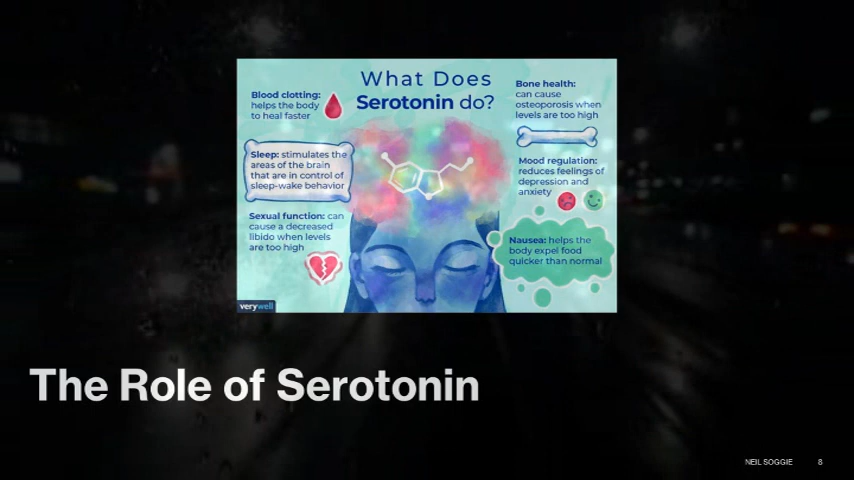 What Does
Serotonin do?
Blood clotting:
helps the body
to heal faster
Sleep: stimulates the
areas of the brain
that are in control of
sleep-wake behavior
Sexual function: can
cause a decreased
libido when levels
are too high
Bone health:
can cause
osteoporosis when
levels are too high
Mood regulation:
reduces feelings of
depression and
anxiety
Nausea: helps the
body expel food
quicker than normal
verywell
The Role of Serotonin
NEIL SOGGIE
8